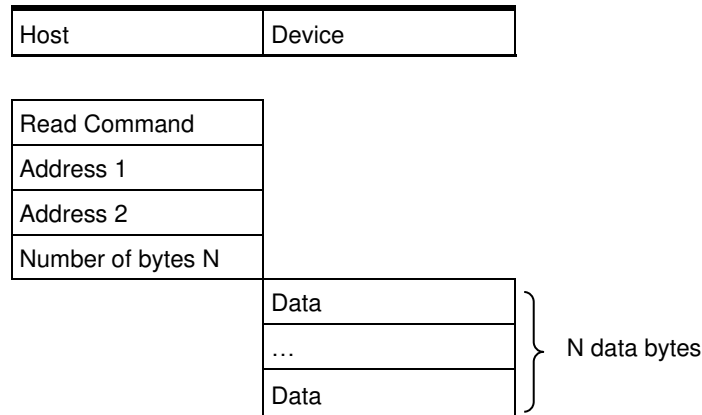 Host Device
Read Command
Address 1
Address 2
Number of bytes N
Data
…
N data bytes
Data